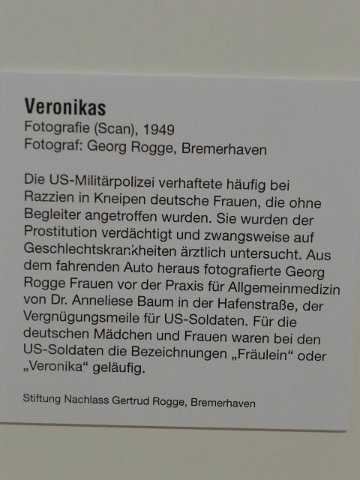 Veronikas
Fotografie (Scan), 1949
Fotograf: Georg Rogge, Bremerhaven
Die US-Militärpolizei verhaftete häufig bei
Razzien in Kneipen deutsche Frauen, die ohne
Begleiter angetroffen wurden. Sie wurden der
Prostitution verdächtigt und zwangsweise auf
Geschlechtskrankheiten ärztlich untersucht. Aus
dem fahrenden Auto heraus fotografierte Georg
Rogge Frauen vor der Praxis für Allgemeinmedizin
von Dr. Anneliese Baum in der Hafenstraße, der
Vergnügungsmeile für US-Soldaten. Für die
deutschen Mädchen und Frauen waren bei den
US-Soldaten die Bezeichnungen „Fräulein“ oder
„Veronika“ geläufig.
Stiftung Nachlass Gertrud Rogge, Bremerhaven